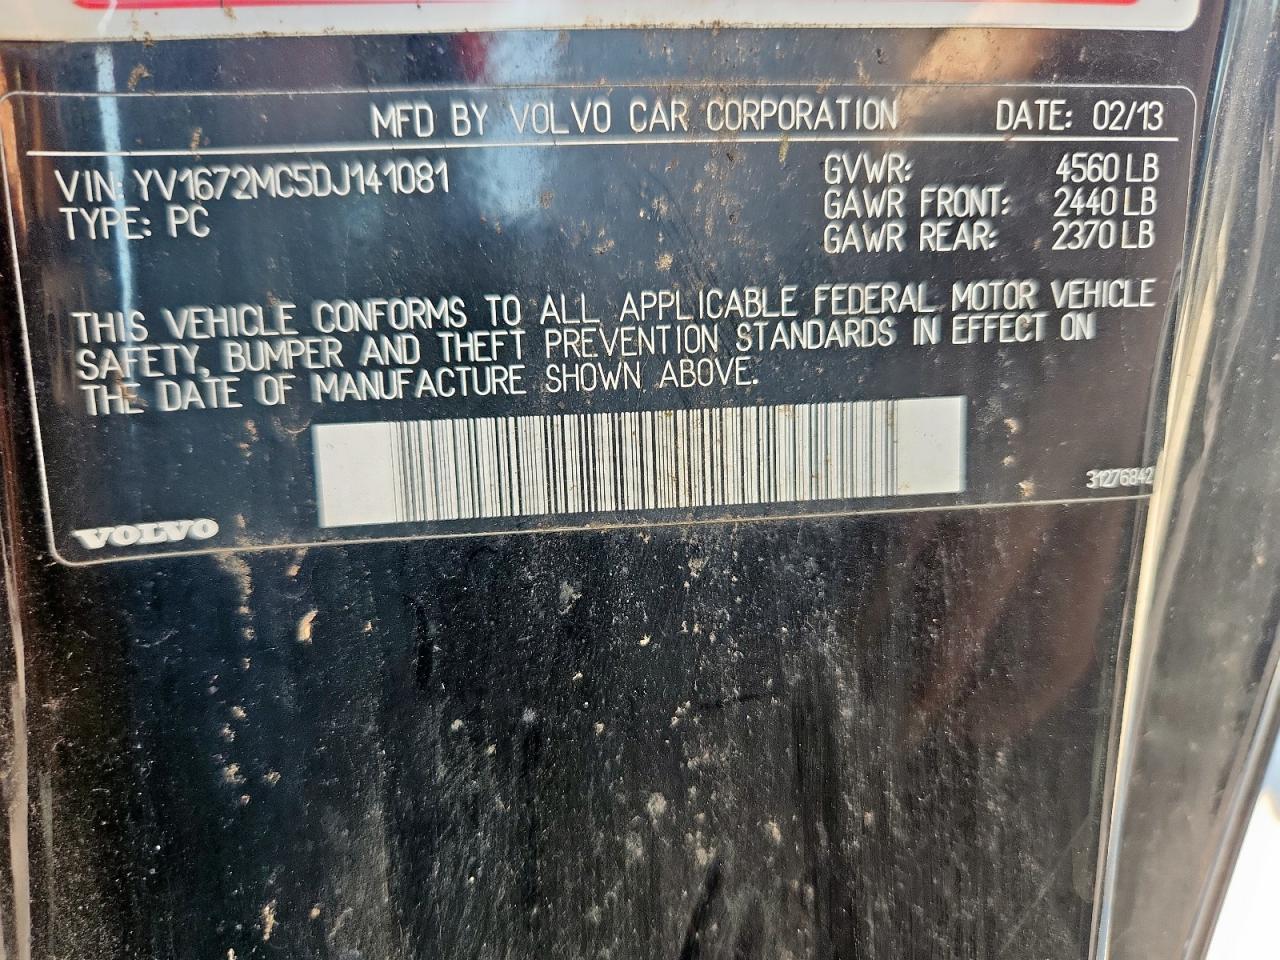 MFD BY VOLVO CAR CORPORATION DATE: 02/13
VIN: YV1672MC5DJ141081 GVWR: 4560 LB
TYPE: PC GAWR FRONT: 2440 LB
GAWR REAR: 2370 LB
THIS VEHICLE CONFORMS TO ALL APPLICABLE FEDERAL MOTOR VEHICLE
SAFETY, BUMPER AND THEFT PREVENTION STANDARDS IN EFFECT ON
THE DATE OF MANUFACTURE SHOWN ABOVE.
31276842
VOLVO